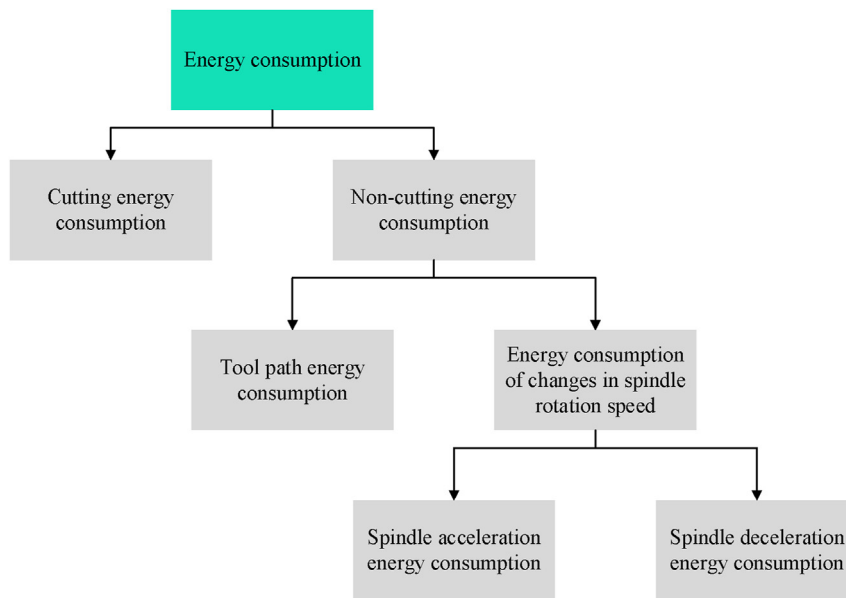 Energy consumption
Cutting energy
consumption
Non-cutting energy
consumption
Tool path energy
consumption
Energy consumption
of changes in spindle
rotation speed
Spindle acceleration
energy consumption
Spindle deceleration
energy consumption